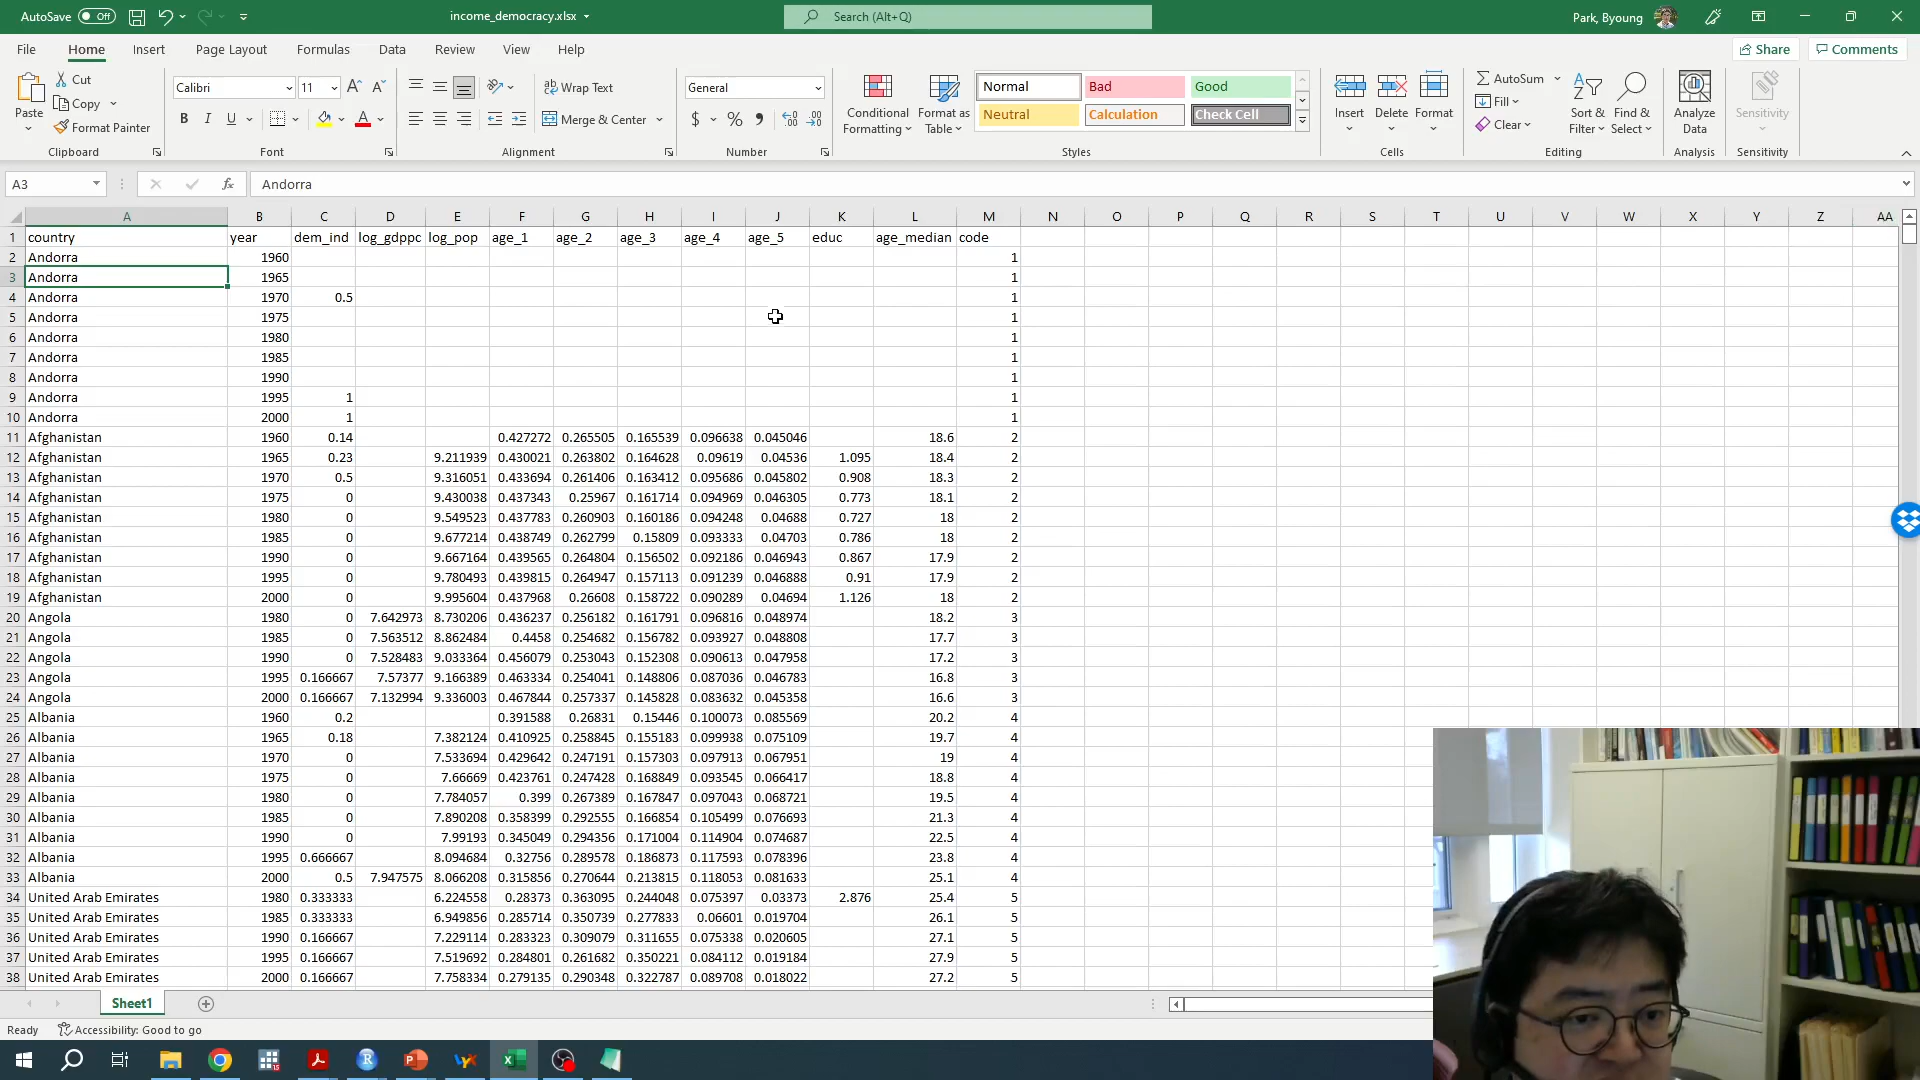 AutoSave Off income_democracy.xlsx Search (Alt+Q) Park, Byoung
File Home Insert Page Layout Formulas Data Review View Help Share Comments
Paste Cut Copy Format Painter Clipboard
Calibri 11 A A B I U A Font
Wrap Text Merge & Center Alignment
General $ % Number
Conditional Formatting Format as Table Normal Bad Good Neutral Calculation Check Cell Styles
Insert Delete Format Cells
AutoSum Fill Clear Sort & Filter Find & Select Editing
Analyze Data Analysis Sensitivity Sensitivity
A3 fx Andorra
A B C D E F G H I J K L M N O P Q R S T U V W X Y Z AA
1 country year dem_ind log_gdppc log_pop age_1 age_2 age_3 age_4 age_5 educ age_median code
2 Andorra 1960 1
3 Andorra 1965 1
4 Andorra 1970 0.5 1
5 Andorra 1975 1
6 Andorra 1980 1
7 Andorra 1985 1
8 Andorra 1990 1
9 Andorra 1995 1 1
10 Andorra 2000 1 1
11 Afghanistan 1960 0.14 0.427272 0.265505 0.165539 0.096638 0.045046 18.6 2
12 Afghanistan 1965 0.23 9.211939 0.430021 0.263802 0.164628 0.09619 0.04536 1.095 18.4 2
13 Afghanistan 1970 0.5 9.316051 0.433694 0.261406 0.163412 0.095686 0.045802 0.908 18.3 2
14 Afghanistan 1975 0 9.430038 0.437343 0.25967 0.161714 0.094969 0.046305 0.773 18.1 2
15 Afghanistan 1980 0 9.549523 0.437783 0.260903 0.160186 0.094248 0.04688 0.727 18 2
16 Afghanistan 1985 0 9.677214 0.438749 0.262799 0.15809 0.093333 0.04703 0.786 18 2
17 Afghanistan 1990 0 9.667164 0.439565 0.264804 0.156502 0.092186 0.046943 0.867 17.9 2
18 Afghanistan 1995 0 9.780493 0.439815 0.264947 0.157113 0.091239 0.046888 0.91 17.9 2
19 Afghanistan 2000 0 9.995604 0.437968 0.26608 0.158722 0.090289 0.04694 1.126 18 2
20 Angola 1980 0 7.642973 8.730206 0.436237 0.256182 0.161791 0.096816 0.048974 18.2 3
21 Angola 1985 0 7.563512 8.862484 0.4458 0.254682 0.156782 0.093927 0.048808 17.7 3
22 Angola 1990 0 7.528483 9.033364 0.456079 0.253043 0.152308 0.090613 0.047958 17.2 3
23 Angola 1995 0.166667 7.57377 9.166389 0.463334 0.254041 0.148806 0.087036 0.046783 16.8 3
24 Angola 2000 0.166667 7.132994 9.336003 0.467844 0.257337 0.145828 0.083632 0.045358 16.6 3
25 Albania 1960 0.2 0.391588 0.26831 0.15446 0.100073 0.085569 20.2 4
26 Albania 1965 0.18 7.382124 0.410925 0.258845 0.155183 0.099938 0.075109 19.7 4
27 Albania 1970 0 7.533694 0.429642 0.247191 0.157303 0.097913 0.067951 19 4
28 Albania 1975 0 7.66669 0.423761 0.247428 0.168849 0.093545 0.066417 18.8 4
29 Albania 1980 0 7.784057 0.399 0.267389 0.167847 0.097043 0.068721 19.5 4
30 Albania 1985 0 7.890208 0.358399 0.292555 0.166854 0.105499 0.076693 21.3 4
31 Albania 1990 0 7.99193 0.345049 0.294356 0.171004 0.114904 0.074687 22.5 4
32 Albania 1995 0.666667 8.094684 0.32756 0.289578 0.186873 0.117593 0.078396 23.8 4
33 Albania 2000 0.5 7.947575 8.066208 0.315856 0.270644 0.213815 0.118053 0.081633 25.1 4
34 United Arab Emirates 1980 0.333333 6.224558 0.28373 0.363095 0.244048 0.075397 0.03373 2.876 25.4 5
35 United Arab Emirates 1985 0.333333 6.949856 0.285714 0.350739 0.277833 0.06601 0.019704 26.1 5
36 United Arab Emirates 1990 0.166667 7.229114 0.283323 0.309079 0.311655 0.075338 0.020605 27.1 5
37 United Arab Emirates 1995 0.166667 7.519692 0.284801 0.261682 0.350221 0.084112 0.019184 27.9 5
38 United Arab Emirates 2000 0.166667 7.758334 0.279135 0.290348 0.322787 0.089708 0.018022 27.2 5
Sheet1
Ready Accessibility: Good to go